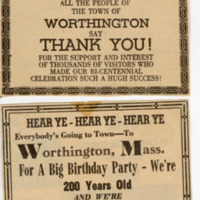 ALL THE PEOPLE OF
THE TOWN OF
WORTHINGTON
SAY
THANK YOU!
FOR THE SUPPORT AND INTEREST
OF THOUSANDS OF VISITORS WHO
MADE OUR BI-CENTENNIAL
CELEBRATION SUCH A HUGE SUCCESS!
HEAR YE - HEAR YE - HEAR YE
Everybody's Going to Town—To
Worthington, Mass.
For A Big Birthday Party - We're
200 Years Old
AND WE'RE